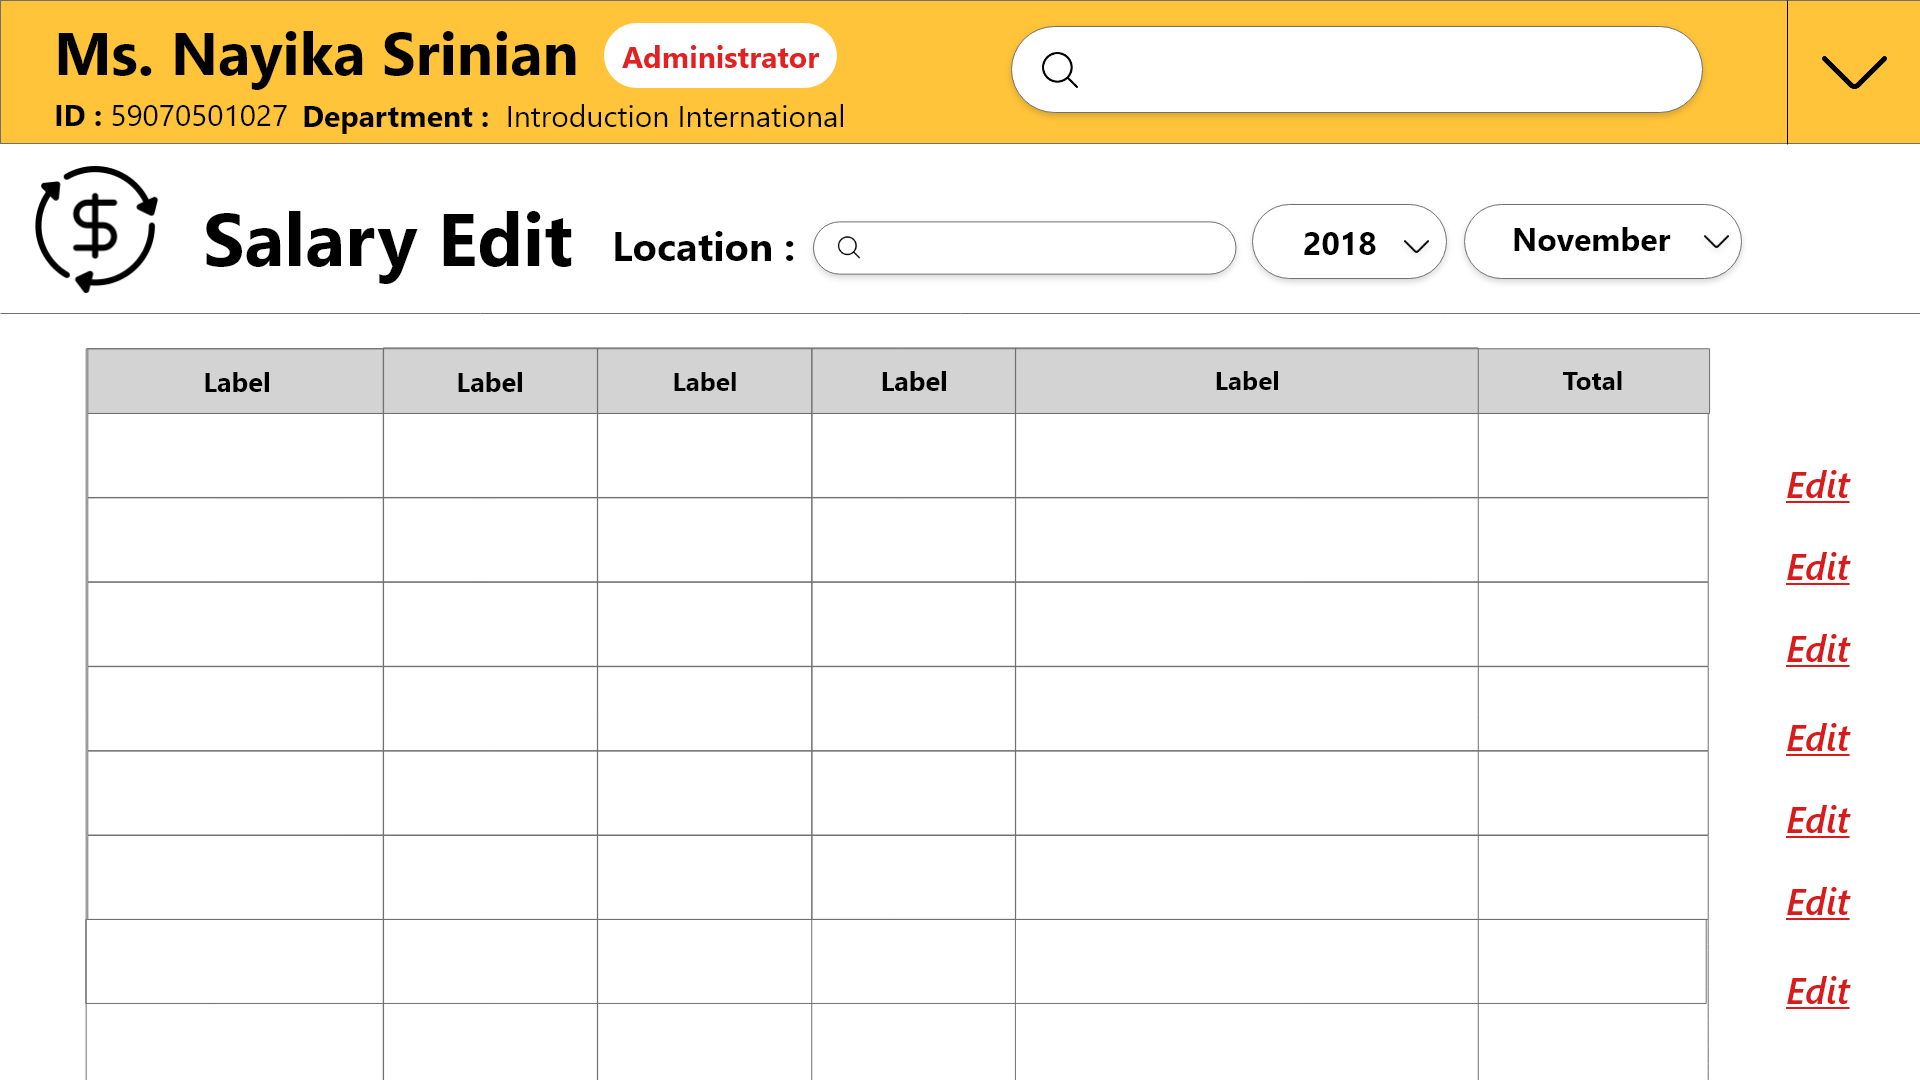 Ms. Nayika Srinian Administrator
ID : 59070501027 Department : Introduction International
Salary Edit Location : 2018 November
Label Label Label Label Label Total
Edit
Edit
Edit
Edit
Edit
Edit
Edit